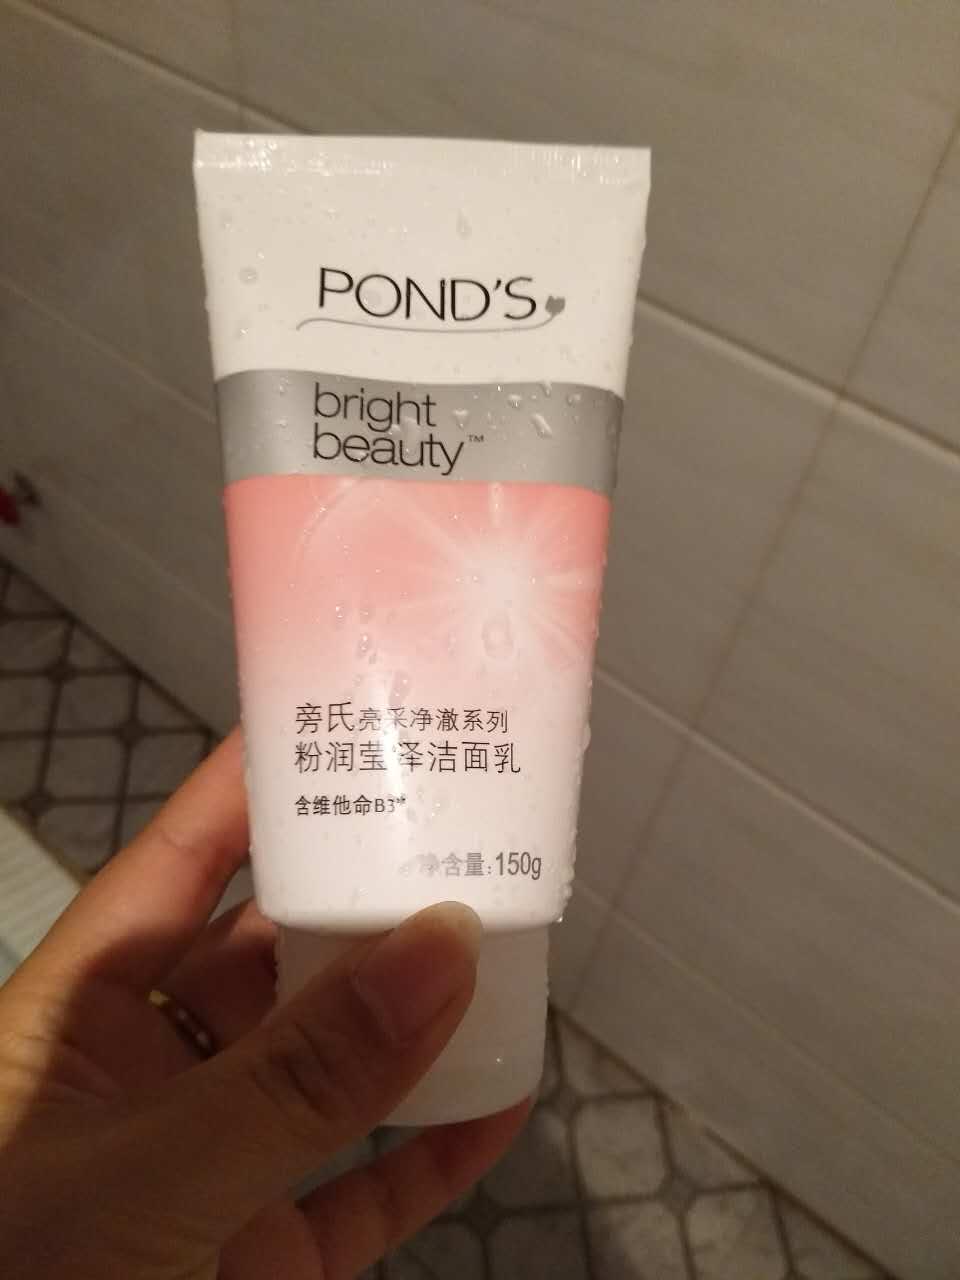 POND'S
bright
beauty™
旁氏亮采净澈系列
粉润莹泽洁面乳
含维他命B3*
净含量:150g